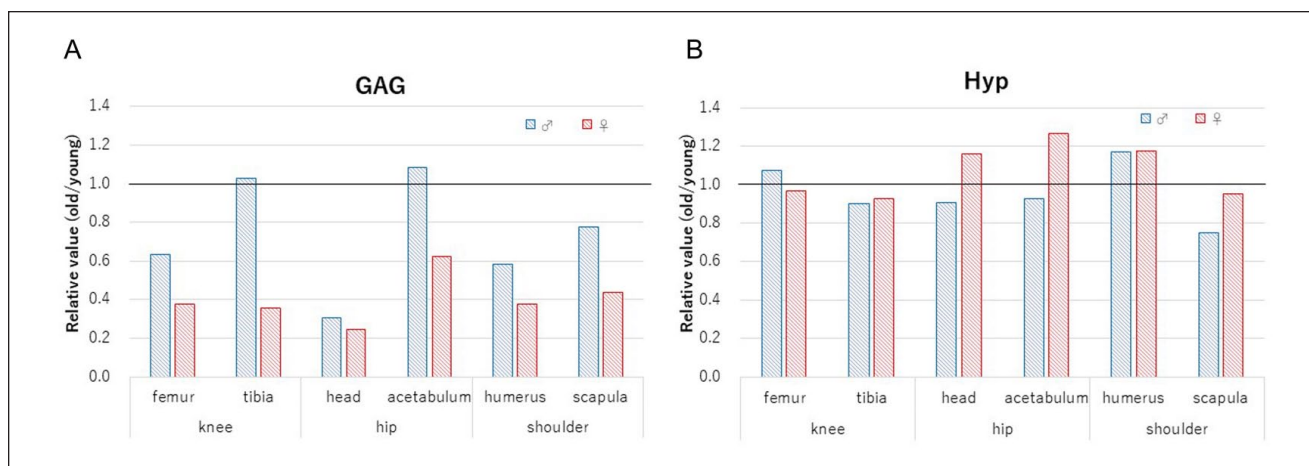 A
GAG
Relative value (old/young)
1.4
1.2
1.0
0.8
0.6
0.4
0.2
0.0
♂ ♀
femur tibia head acetabulum humerus scapula
knee hip shoulder
B
Hyp
Relative value (old/young)
1.4
1.2
1.0
0.8
0.6
0.4
0.2
0.0
♂ ♀
femur tibia head acetabulum humerus scapula
knee hip shoulder